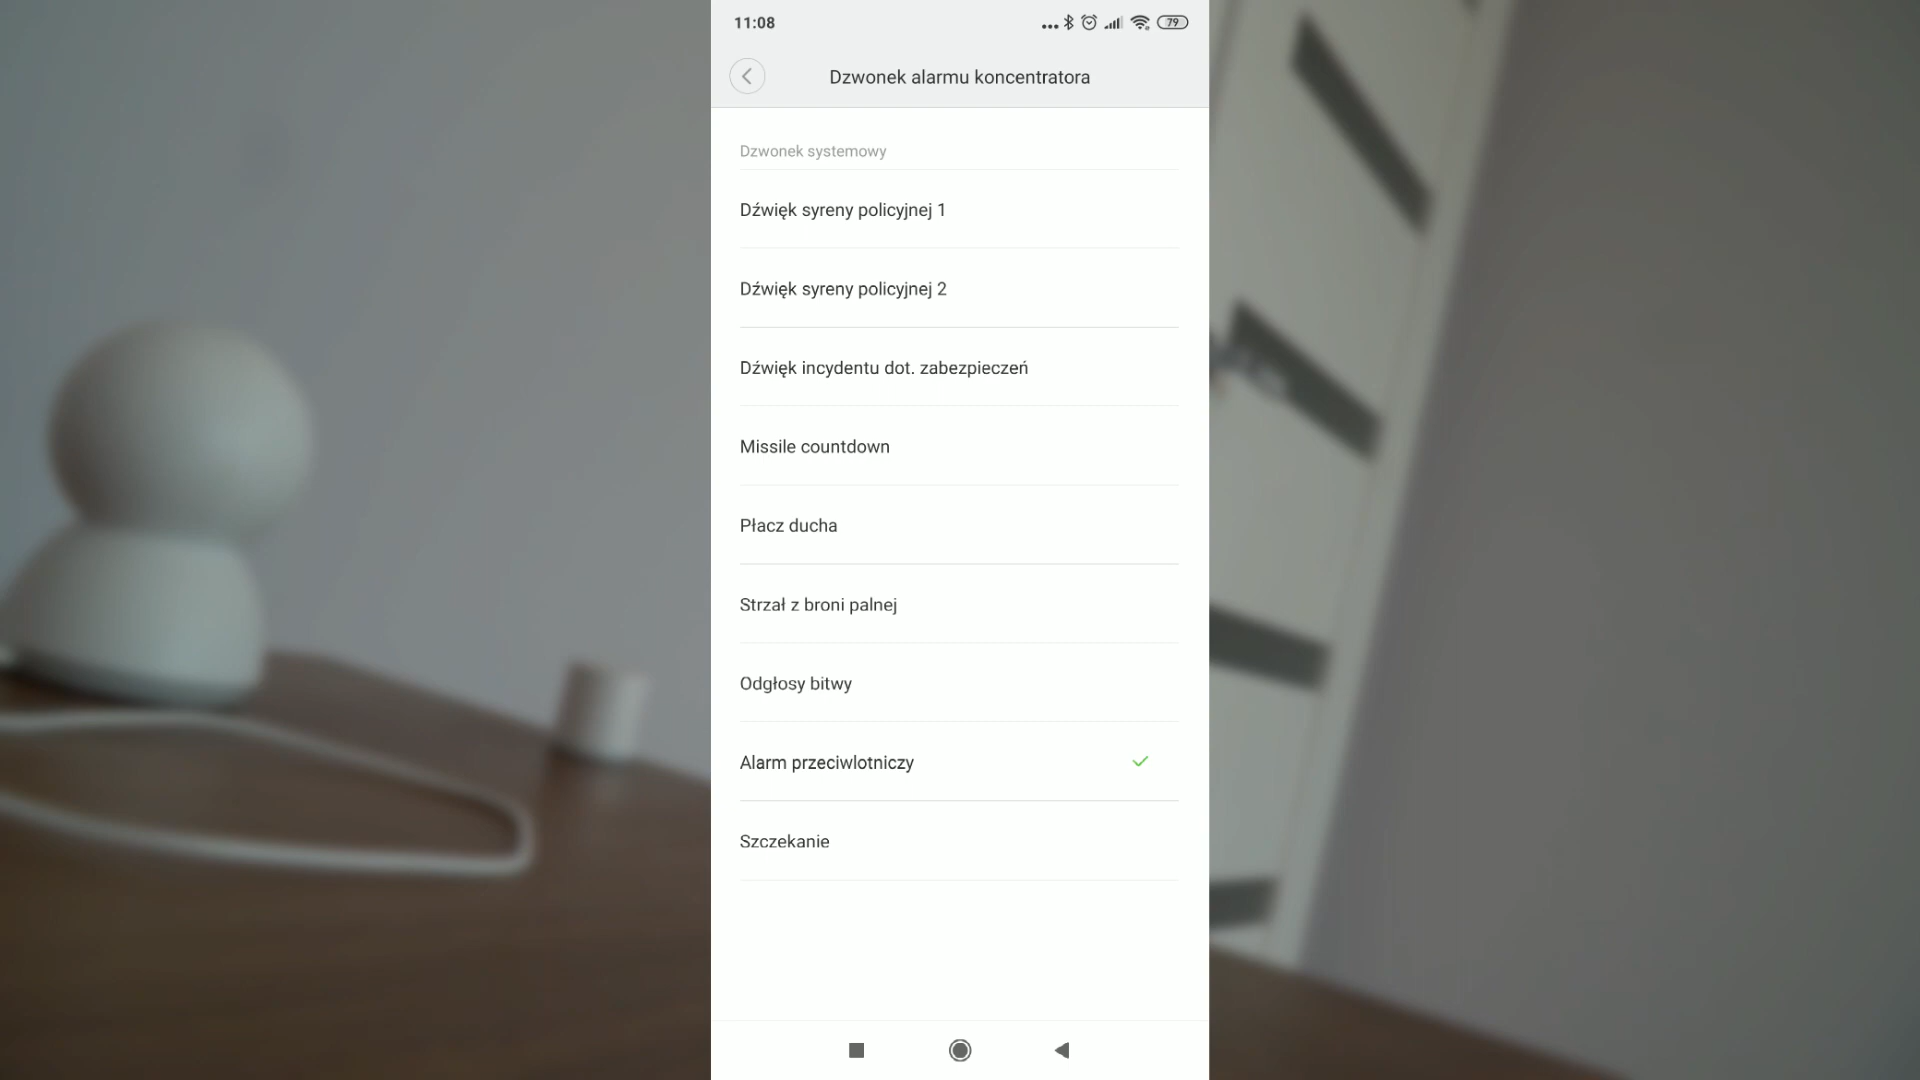 11:08
79
Dzwonek alarmu koncentratora
Dzwonek systemowy
Dźwięk syreny policyjnej 1
Dźwięk syreny policyjnej 2
Dźwięk incydentu dot. zabezpieczeń
Missile countdown
Płacz ducha
Strzał z broni palnej
Odgłosy bitwy
Alarm przeciwlotniczy
Szczekanie